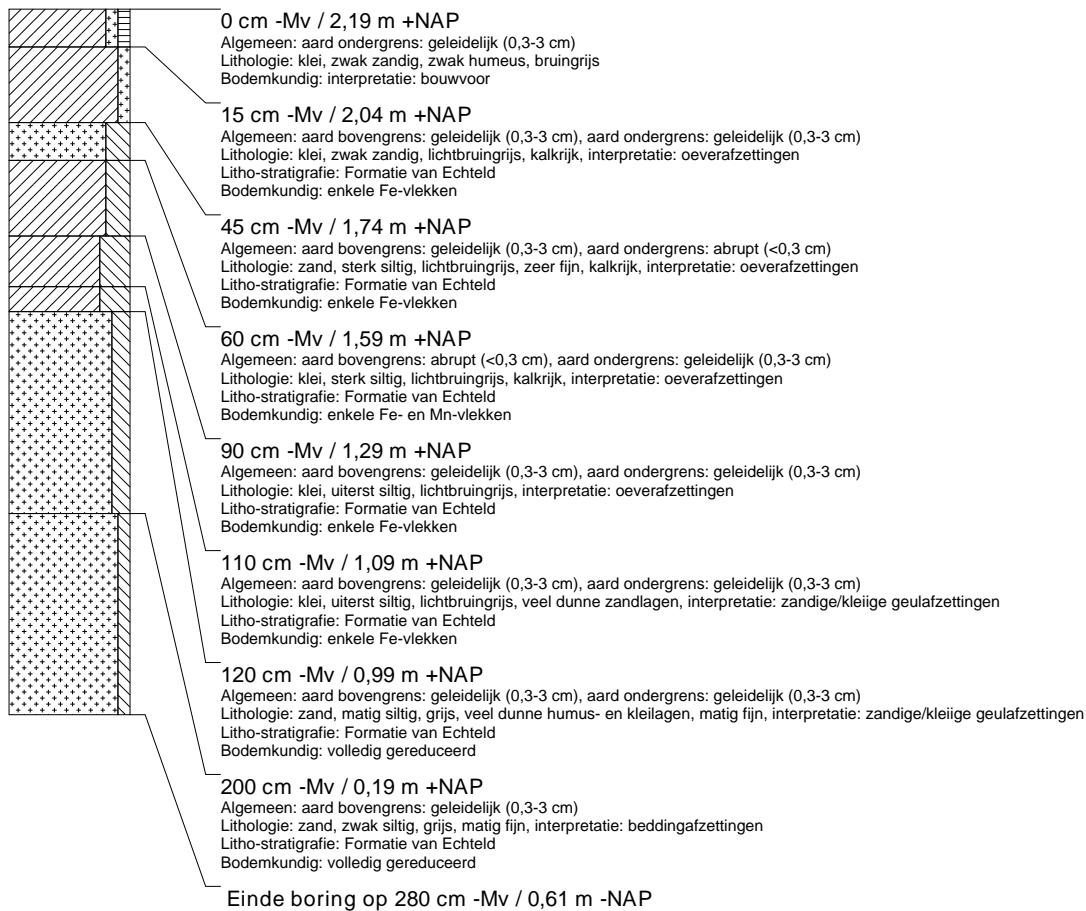 0 cm -Mv / 2,19 m +NAP
Algemeen: aard ondergrens: geleidelijk (0,3-3 cm)
Lithologie: klei, zwak zandig, zwak humeus, bruingrijs
Bodemkundig: interpretatie: bouwvoor
15 cm -Mv / 2,04 m +NAP
Algemeen: aard bovengrens: geleidelijk (0,3-3 cm), aard ondergrens: geleidelijk (0,3-3 cm)
Lithologie: klei, zwak zandig, lichtbruingrijs, kalkrijk, interpretatie: oeverafzettingen
Litho-stratigrafie: Formatie van Echteld
Bodemkundig: enkele Fe-vlekken
45 cm -Mv / 1,74 m +NAP
Algemeen: aard bovengrens: geleidelijk (0,3-3 cm), aard ondergrens: abrupt (<0,3 cm)
Lithologie: zand, sterk siltig, lichtbruingrijs, zeer fijn, kalkrijk, interpretatie: oeverafzettingen
Litho-stratigrafie: Formatie van Echteld
Bodemkundig: enkele Fe-vlekken
60 cm -Mv / 1,59 m +NAP
Algemeen: aard bovengrens: abrupt (<0,3 cm), aard ondergrens: geleidelijk (0,3-3 cm)
Lithologie: klei, sterk siltig, lichtbruingrijs, kalkrijk, interpretatie: oeverafzettingen
Litho-stratigrafie: Formatie van Echteld
Bodemkundig: enkele Fe- en Mn-vlekken
90 cm -Mv / 1,29 m +NAP
Algemeen: aard bovengrens: geleidelijk (0,3-3 cm), aard ondergrens: geleidelijk (0,3-3 cm)
Lithologie: klei, uiterst siltig, lichtbruingrijs, interpretatie: oeverafzettingen
Litho-stratigrafie: Formatie van Echteld
Bodemkundig: enkele Fe-vlekken
110 cm -Mv / 1,09 m +NAP
Algemeen: aard bovengrens: geleidelijk (0,3-3 cm), aard ondergrens: geleidelijk (0,3-3 cm)
Lithologie: klei, uiterst siltig, lichtbruingrijs, veel dunne zandlagen, interpretatie: zandige/kleiige geulafzettingen
Litho-stratigrafie: Formatie van Echteld
Bodemkundig: enkele Fe-vlekken
120 cm -Mv / 0,99 m +NAP
Algemeen: aard bovengrens: geleidelijk (0,3-3 cm), aard ondergrens: geleidelijk (0,3-3 cm)
Lithologie: zand, matig siltig, grijs, veel dunne humus- en kleilagen, matig fijn, interpretatie: zandige/kleiige geulafzettingen
Litho-stratigrafie: Formatie van Echteld
Bodemkundig: volledig gereduceerd
200 cm -Mv / 0,19 m +NAP
Algemeen: aard bovengrens: geleidelijk (0,3-3 cm)
Lithologie: zand, zwak siltig, grijs, matig fijn, interpretatie: beddingafzettingen
Litho-stratigrafie: Formatie van Echteld
Bodemkundig: volledig gereduceerd
Einde boring op 280 cm -Mv / 0,61 m -NAP